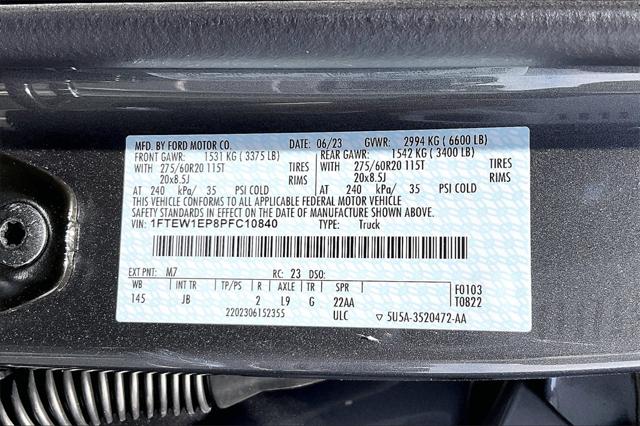 MFD. BY FORD MOTOR CO. DATE: 06/23 GVWR: 2994 KG ( 6600 LB)
FRONT GAWR: 1531 KG ( 3375 LB) REAR GAWR: 1542 KG ( 3400 LB)
WITH 275/60R20 115T TIRES WITH 275/60R20 115T TIRES
20x8.5J RIMS 20x8.5J RIMS
AT 240 kPa/ 35 PSI COLD AT 240 kPa/ 35 PSI COLD
THIS VEHICLE CONFORMS TO ALL APPLICABLE FEDERAL MOTOR VEHICLE
SAFETY AND THEFT PREVENTION STANDARDS IN EFFECT ON THE DATE OF MANUFACTURE SHOWN ABOVE.
VIN: 1FTEW1EP8PFC10840 TYPE: Truck
EXT PNT: M7 RC: 23 DSO:
WB INT TR TP/PS R AXLE TR SPR F0103
145 JB 2 L9 G 22AA T0822
2202306152355 ULC ▽ 5U5A-3520472-AA